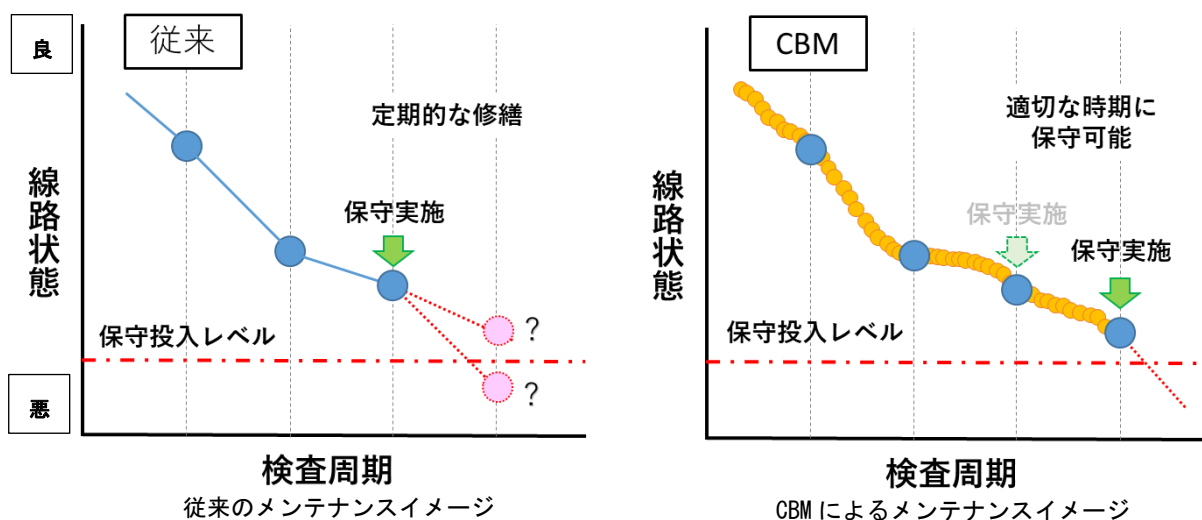 良
従来
定期的な修繕
保守実施
線路状態
保守投入レベル
?
?
悪
検査周期
従来のメンテナンスイメージ
CBM
適切な時期に
保守可能
保守実施
保守実施
線路状態
保守投入レベル
検査周期
CBMによるメンテナンスイメージ